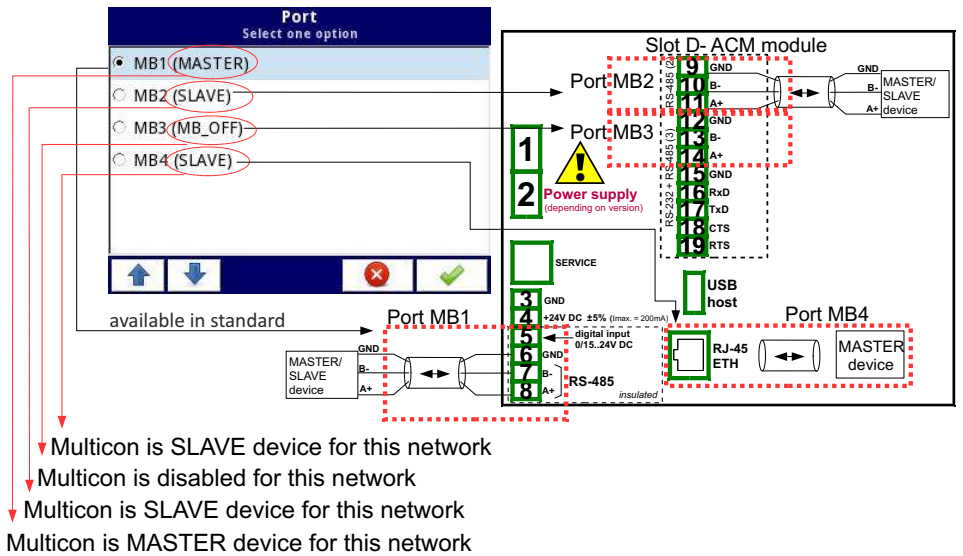 Port
Select one option
MB1 (MASTER)
MB2 (SLAVE)
MB3 (MB_OFF)
MB4 (SLAVE)
available in standard
Slot D- ACM module
Port MB2
RS-485 (2)
9 GND
10 B-
11 A+
GND
B-
A+
MASTER/
SLAVE
device
Port MB3
RS-232 + RS-485 (3)
12 GND
13 B-
14 A+
15 GND
16 RxD
17 TxD
18 CTS
19 RTS
1
2
Power supply
(depending on version)
SERVICE
USB
host
3 GND
4 +24V DC ±5% (Imax. = 200mA)
5 digital input
0/15..24V DC
6 GND
7 B-
8 A+
RS-485
insulated
Port MB1
MASTER/
SLAVE
device
GND
B-
A+
Port MB4
RJ-45
ETH
MASTER
device
Multicon is SLAVE device for this network
Multicon is disabled for this network
Multicon is SLAVE device for this network
Multicon is MASTER device for this network